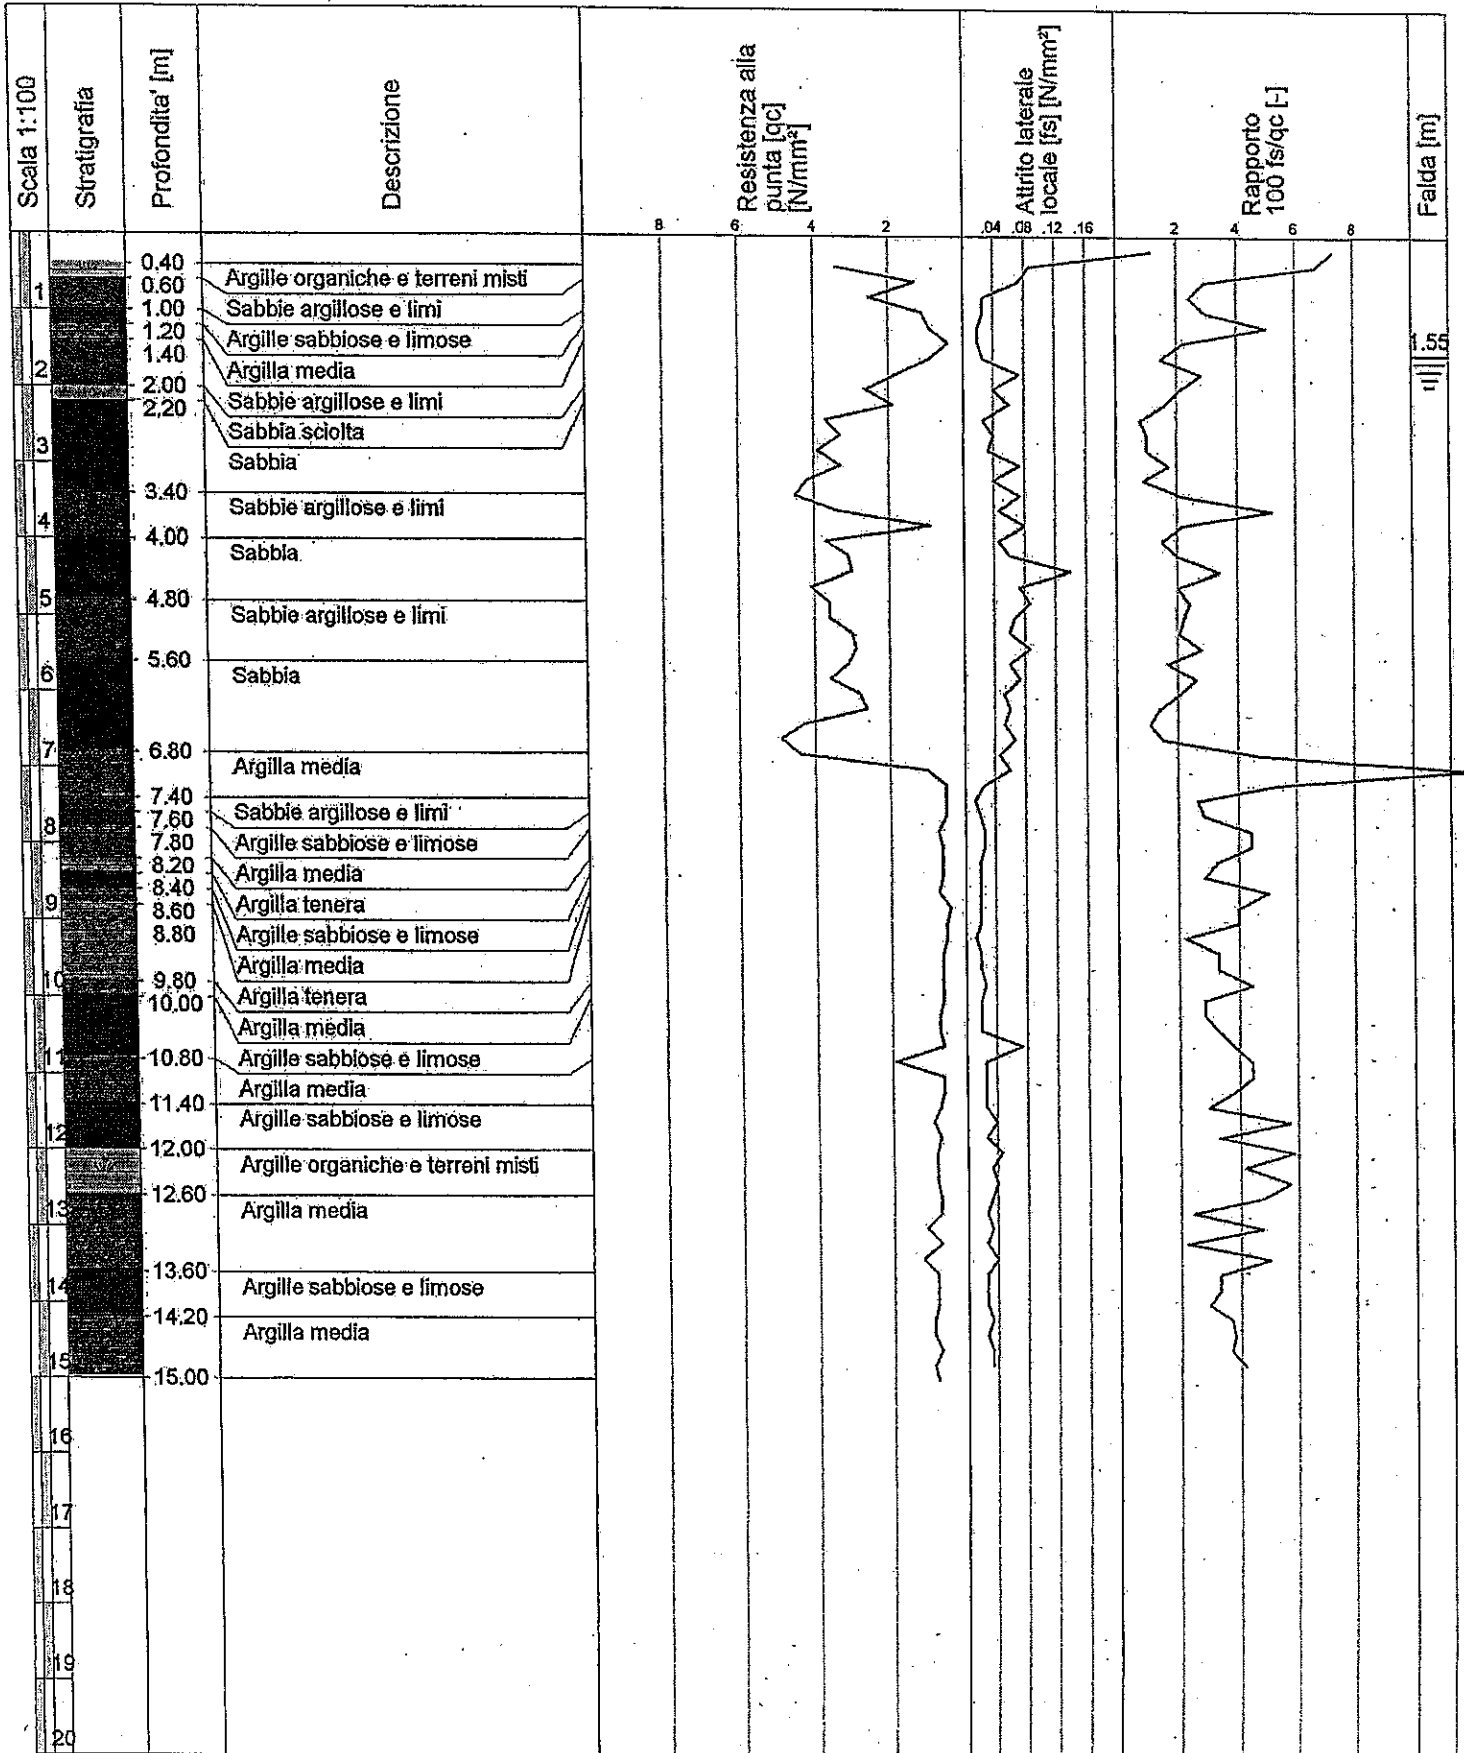 Scala 1:100
Stratigrafia
Profondita' [m]
Descrizione
Resistenza alla
punta [qc]
[N/mm²]
Attrito laterale
locale [fs] [N/mm²]
Rapporto
100 fs/qc [-]
Falda [m]
8 6 4 2
.04 .08 .12 .16
2 4 6 8
0.40
Argille organiche e terreni misti
0.60
1
1.00
Sabbie argillose e limi
1.20
Argille sabbiose e limose
1.40
1.55
2
Argilla media
2.00
Sabbie argillose e limi
2.20
Sabbia sciolta
3
Sabbia
3.40
Sabbie argillose e limi
4
4.00
Sabbia
5
4.80
Sabbie argillose e limi
5.60
6
Sabbia
7
6.80
Argilla media
7.40
Sabbie argillose e limi
7.60
8
7.80
Argille sabbiose e limose
8.20
Argilla media
8.40
9
8.60
Argilla tenera
8.80
Argille sabbiose e limose
Argilla media
10
9.80
10.00
Argilla tenera
Argilla media
11
10.80
Argille sabbiose e limose
Argilla media
11.40
Argille sabbiose e limose
12
12.00
Argille organiche e terreni misti
12.60
13
Argilla media
13.60
14
Argille sabbiose e limose
14.20
Argilla media
15
15.00
16
17
18
19
20